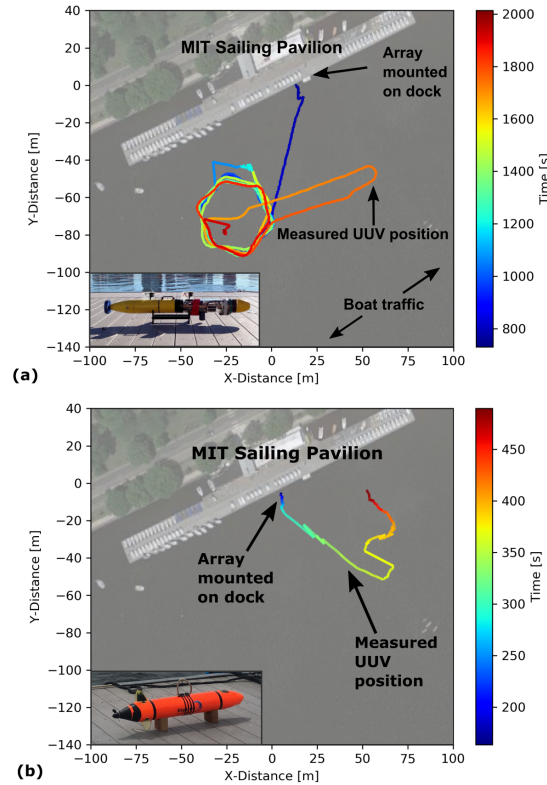 MIT Sailing Pavilion
Array
mounted
on dock
Measured UUV position
Boat traffic
40
20
0
−20
−40
−60
−80
−100
−120
−140
Y-Distance [m]
−100
−75
−50
−25
0
25
50
75
100
X-Distance [m]
2000
1800
1600
1400
1200
1000
800
Time [s]
(a)
MIT Sailing Pavilion
Array
mounted
on dock
Measured
UUV
position
40
20
0
−20
−40
−60
−80
−100
−120
−140
Y-Distance [m]
−100
−75
−50
−25
0
25
50
75
100
X-Distance [m]
450
400
350
300
250
200
Time [s]
(b)